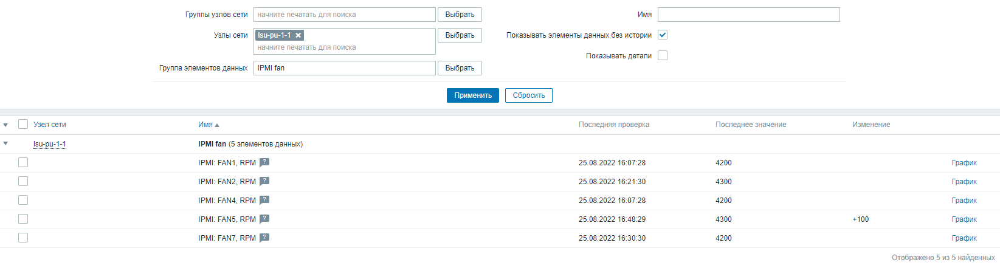 Группы узлов сети начните печатать для поиска Выбрать Имя
Узлы сети lsu-pu-1-1 Выбрать Показывать элементы данных без истории
начните печатать для поиска
Показывать детали
Группа элементов данных IPMI fan Выбрать
Применить Сбросить
Узел сети Имя Последняя проверка Последнее значение Изменение
lsu-pu-1-1 IPMI fan (5 элементов данных)
IPMI: FAN1, RPM ? 25.08.2022 16:07:28 4200 График
IPMI: FAN2, RPM ? 25.08.2022 16:21:30 4300 График
IPMI: FAN4, RPM ? 25.08.2022 16:07:28 4200 График
IPMI: FAN5, RPM ? 25.08.2022 16:48:29 4300 +100 График
IPMI: FAN7, RPM ? 25.08.2022 16:30:30 4200 График
Отображено 5 из 5 найденных